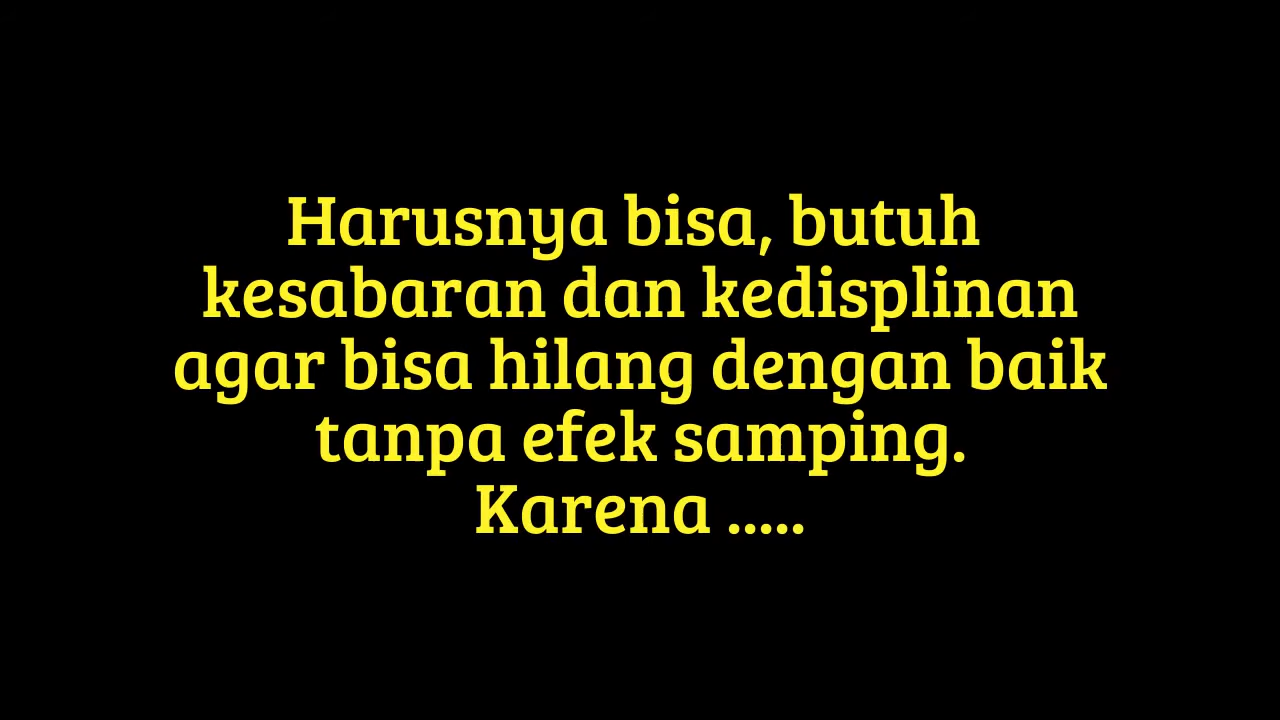 Harusnya bisa, butuh
kesabaran dan kedisplinan
agar bisa hilang dengan baik
tanpa efek samping.
Karena .....